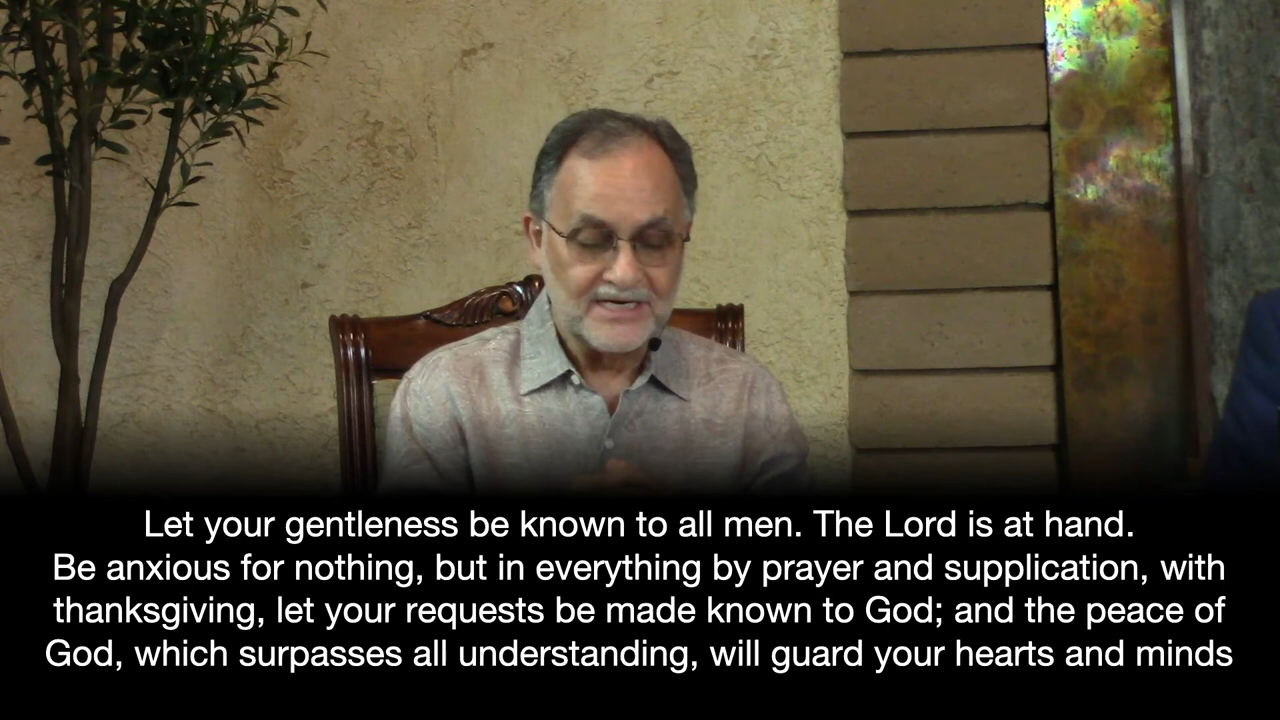 Let your gentleness be known to all men. The Lord is at hand.
Be anxious for nothing, but in everything by prayer and supplication, with
thanksgiving, let your requests be made known to God; and the peace of
God, which surpasses all understanding, will guard your hearts and minds